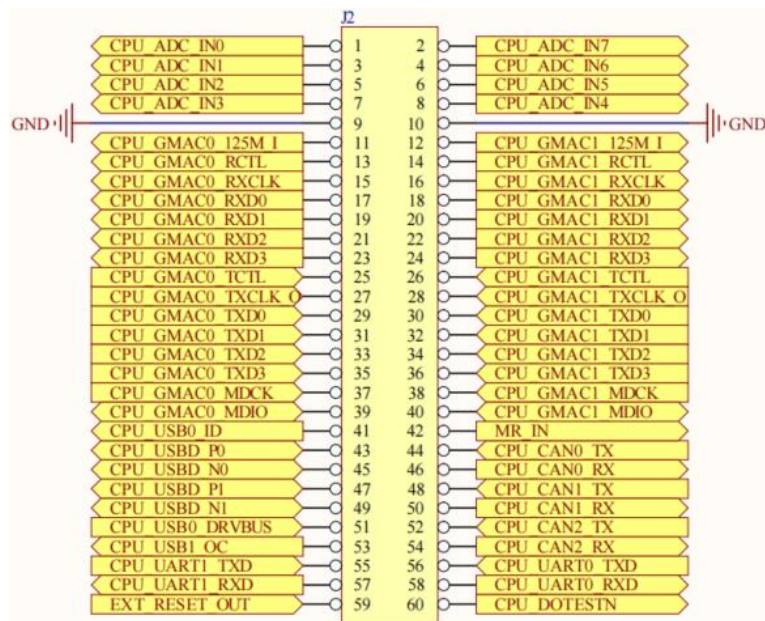 J2
CPU_ADC_IN0 1 2 CPU_ADC_IN7
CPU_ADC_IN1 3 4 CPU_ADC_IN6
CPU_ADC_IN2 5 6 CPU_ADC_IN5
CPU_ADC_IN3 7 8 CPU_ADC_IN4
GND 9 10 GND
CPU_GMAC0_125M_I 11 12 CPU_GMAC1_125M_I
CPU_GMAC0_RCTL 13 14 CPU_GMAC1_RCTL
CPU_GMAC0_RXCLK 15 16 CPU_GMAC1_RXCLK
CPU_GMAC0_RXD0 17 18 CPU_GMAC1_RXD0
CPU_GMAC0_RXD1 19 20 CPU_GMAC1_RXD1
CPU_GMAC0_RXD2 21 22 CPU_GMAC1_RXD2
CPU_GMAC0_RXD3 23 24 CPU_GMAC1_RXD3
CPU_GMAC0_TCTL 25 26 CPU_GMAC1_TCTL
CPU_GMAC0_TXCLK_O 27 28 CPU_GMAC1_TXCLK_O
CPU_GMAC0_TXD0 29 30 CPU_GMAC1_TXD0
CPU_GMAC0_TXD1 31 32 CPU_GMAC1_TXD1
CPU_GMAC0_TXD2 33 34 CPU_GMAC1_TXD2
CPU_GMAC0_TXD3 35 36 CPU_GMAC1_TXD3
CPU_GMAC0_MDCK 37 38 CPU_GMAC1_MDCK
CPU_GMAC0_MDIO 39 40 CPU_GMAC1_MDIO
CPU_USB0_ID 41 42 MR_IN
CPU_USBD_P0 43 44 CPU_CAN0_TX
CPU_USBD_N0 45 46 CPU_CAN0_RX
CPU_USBD_P1 47 48 CPU_CAN1_TX
CPU_USBD_N1 49 50 CPU_CAN1_RX
CPU_USB0_DRVBUS 51 52 CPU_CAN2_TX
CPU_USB1_OC 53 54 CPU_CAN2_RX
CPU_UART1_TXD 55 56 CPU_UART0_TXD
CPU_UART1_RXD 57 58 CPU_UART0_RXD
EXT_RESET_OUT 59 60 CPU_DOTESTN